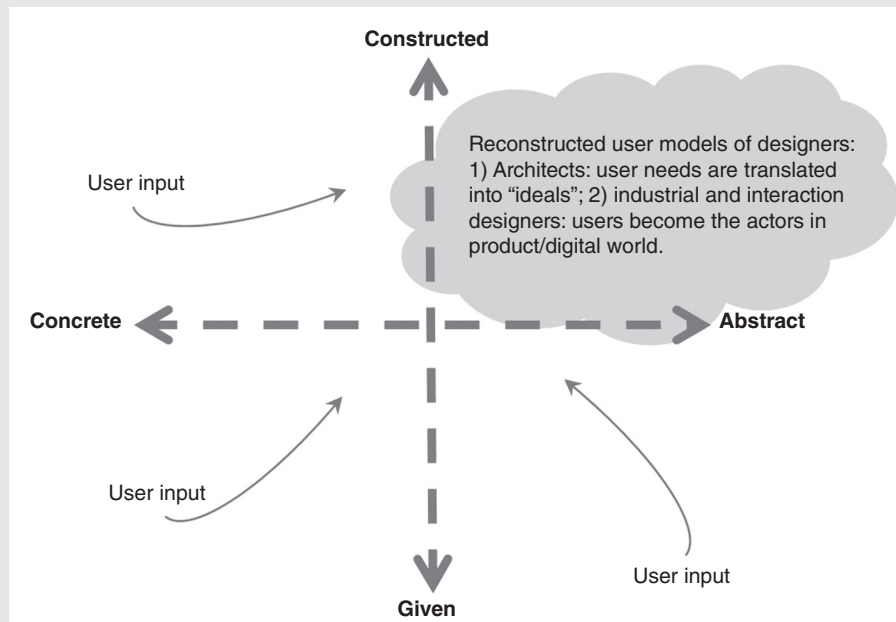 Constructed
Reconstructed user models of designers:
1) Architects: user needs are translated
into “ideals”; 2) industrial and interaction
designers: users become the actors in
product/digital world.
User input
Concrete
Abstract
User input
User input
Given